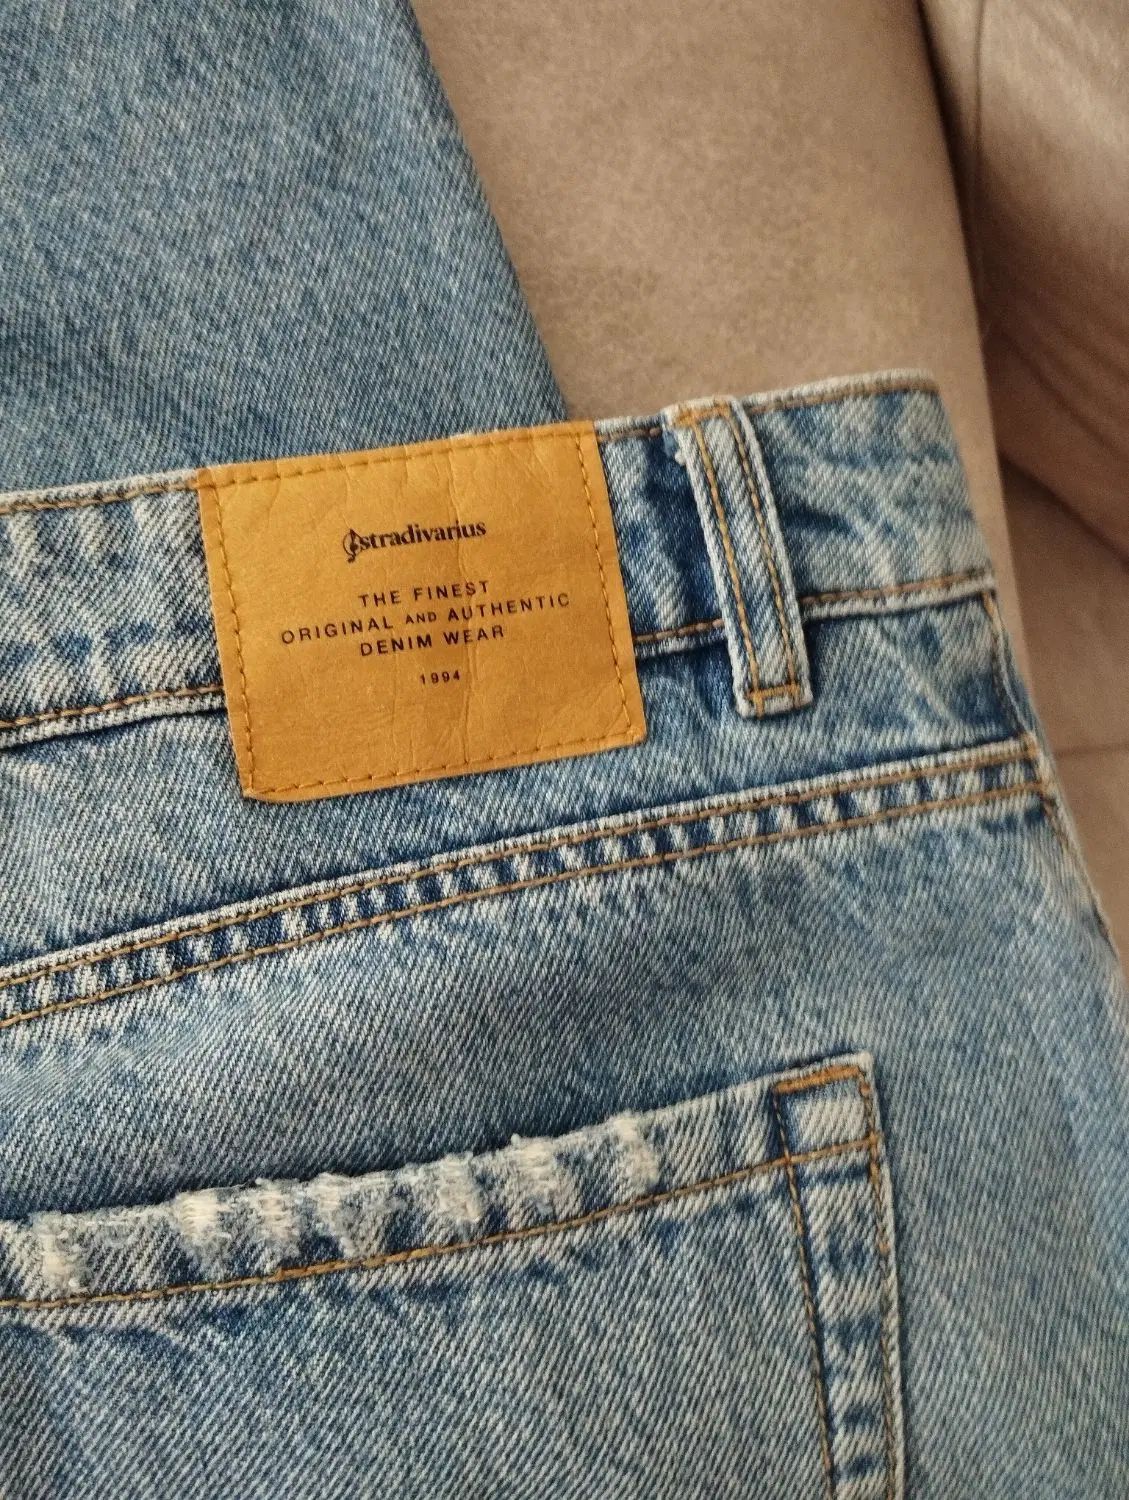 stradivarius
THE FINEST
ORIGINAL AND AUTHENTIC
DENIM WEAR
1994